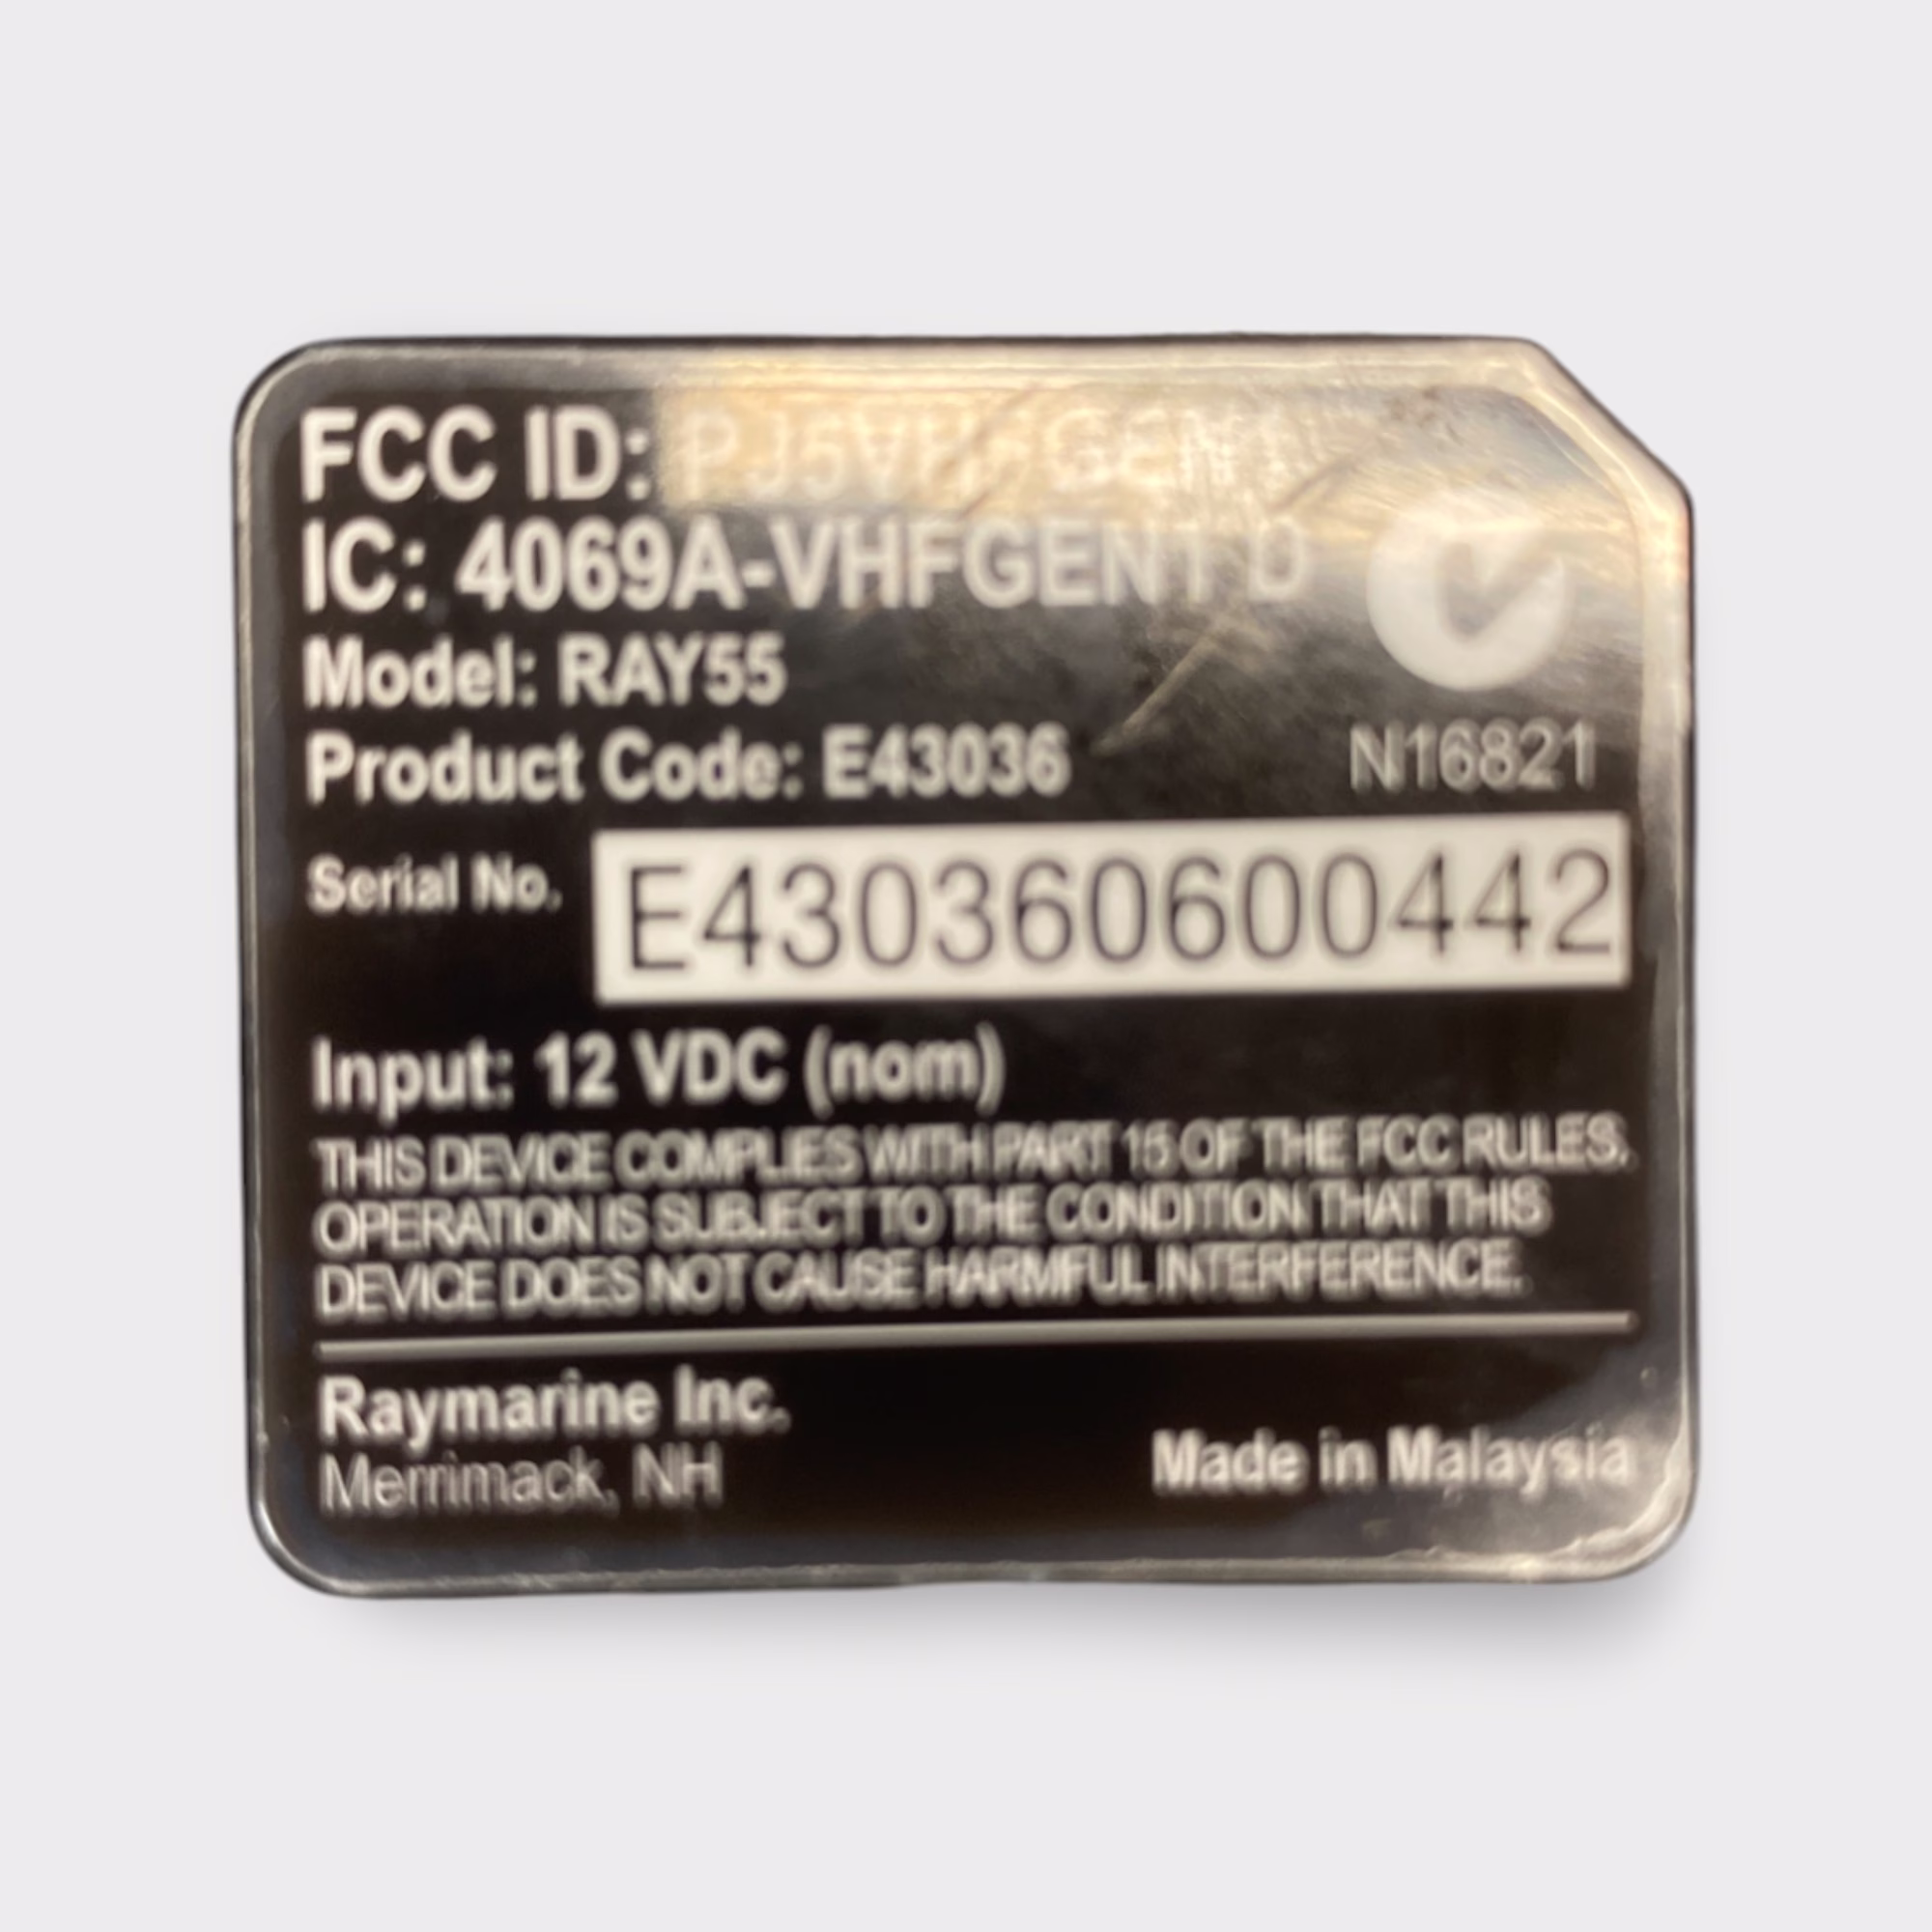 FCC ID:
IC: 4069A-VHFGEN1 D
Model: RAY55
Product Code: E43036
N16821
Serial No. E430360600442
Input: 12 VDC (nom)
THIS DEVICE COMPLIES WITH PART 15 OF THE FCC RULES.
OPERATION IS SUBJECT TO THE CONDITION THAT THIS
DEVICE DOES NOT CAUSE HARMFUL INTERFERENCE.
Raymarine Inc.
Merrimack, NH
Made in Malaysia